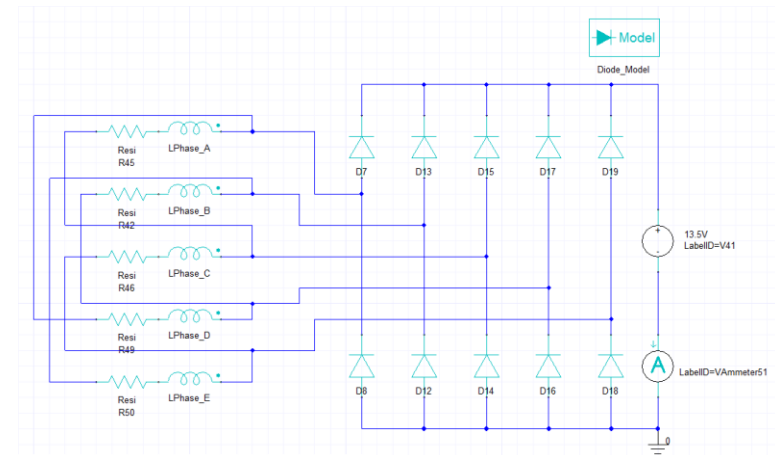 Model
Diode_Model
Resi
R45
LPhase_A
Resi
R42
LPhase_B
Resi
R46
LPhase_C
Resi
R49
LPhase_D
Resi
R50
LPhase_E
D7
D13
D15
D17
D19
13.5V
LabelID=V41
+
-
A
LabelID=VAmmeter51
D8
D12
D14
D16
D18
0